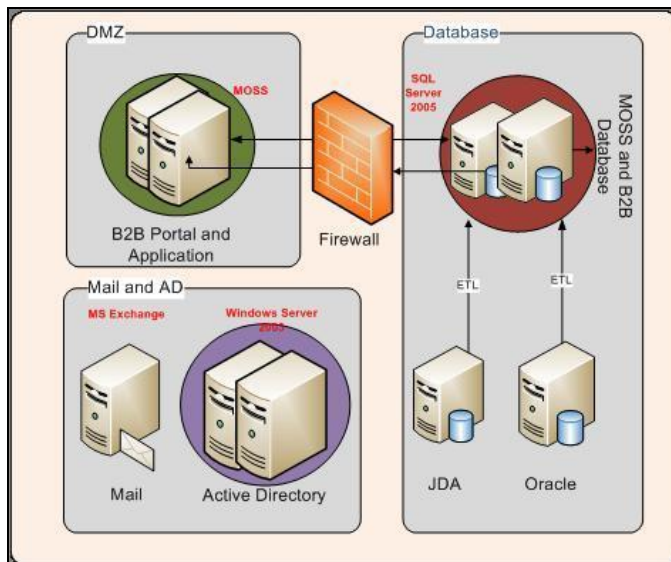 DMZ
MOSS
B2B Portal and
Application
Firewall
Database
SQL
Server
2005
MOSS and B2B
Database
ETL
ETL
JDA
Oracle
Mail and AD
MS Exchange
Windows Server
2003
Mail
Active Directory